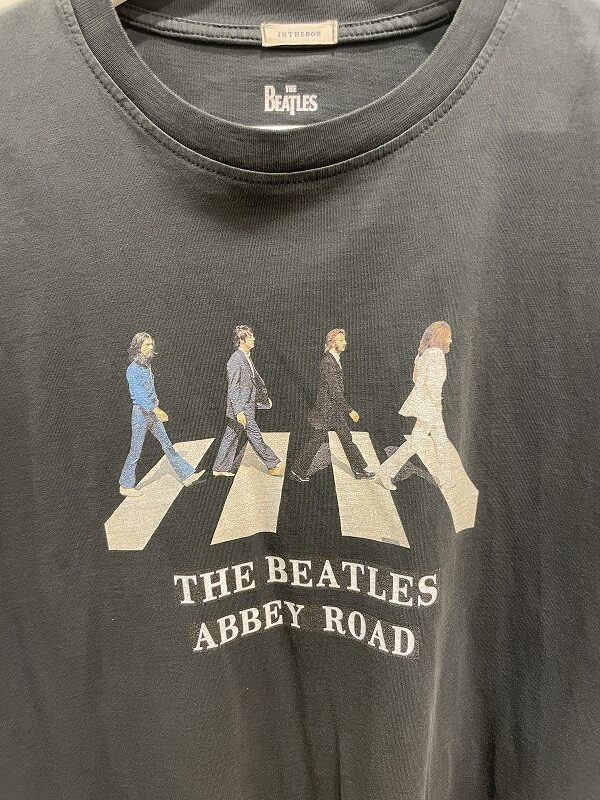 INTHEBOX
THE
BEATLES
THE BEATLES
ABBEY ROAD